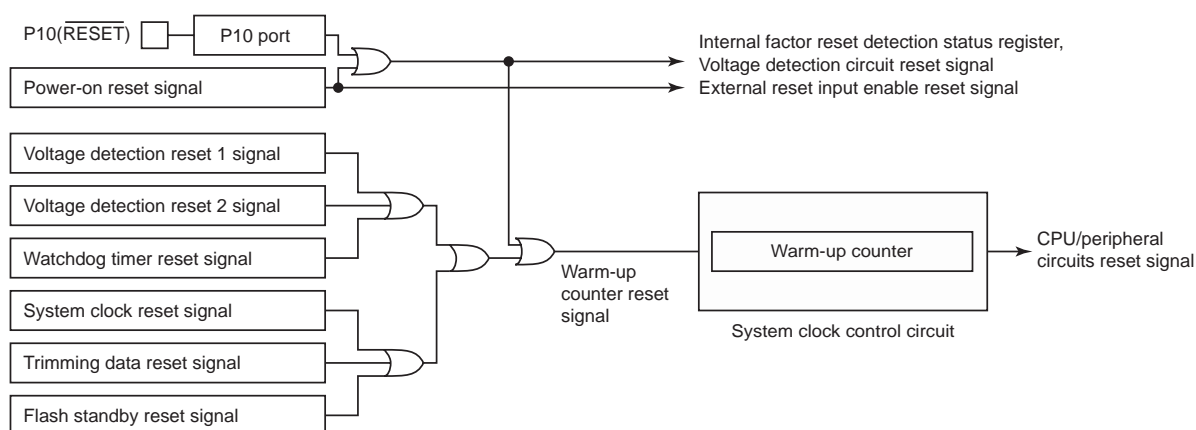 P10(RESET)
P10 port
Internal factor reset detection status register,
Voltage detection circuit reset signal
Power-on reset signal
External reset input enable reset signal
Voltage detection reset 1 signal
Voltage detection reset 2 signal
Watchdog timer reset signal
System clock reset signal
Trimming data reset signal
Flash standby reset signal
Warm-up
counter reset
signal
Warm-up counter
System clock control circuit
CPU/peripheral
circuits reset signal